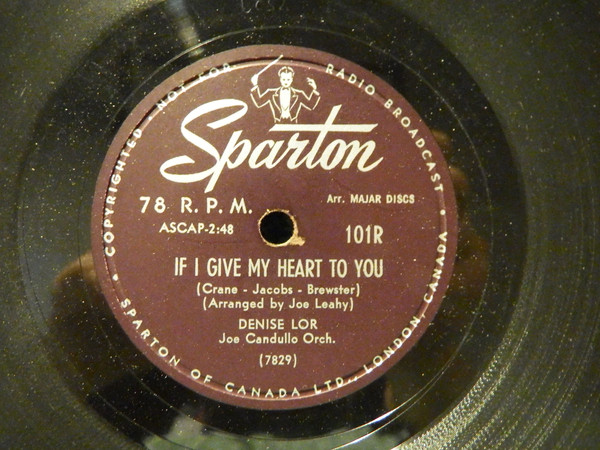 COPYRIGHTED • NOT FOR RADIO BROADCAST •
Sparton
78 R. P. M.
Arr. MAJAR DISCS
ASCAP-2:48
101R
IF I GIVE MY HEART TO YOU
(Crane - Jacobs - Brewster)
(Arranged by Joe Leahy)
DENISE LOR
Joe Candullo Orch.
(7829)
SPARTON OF CANADA LTD., LONDON, CANADA